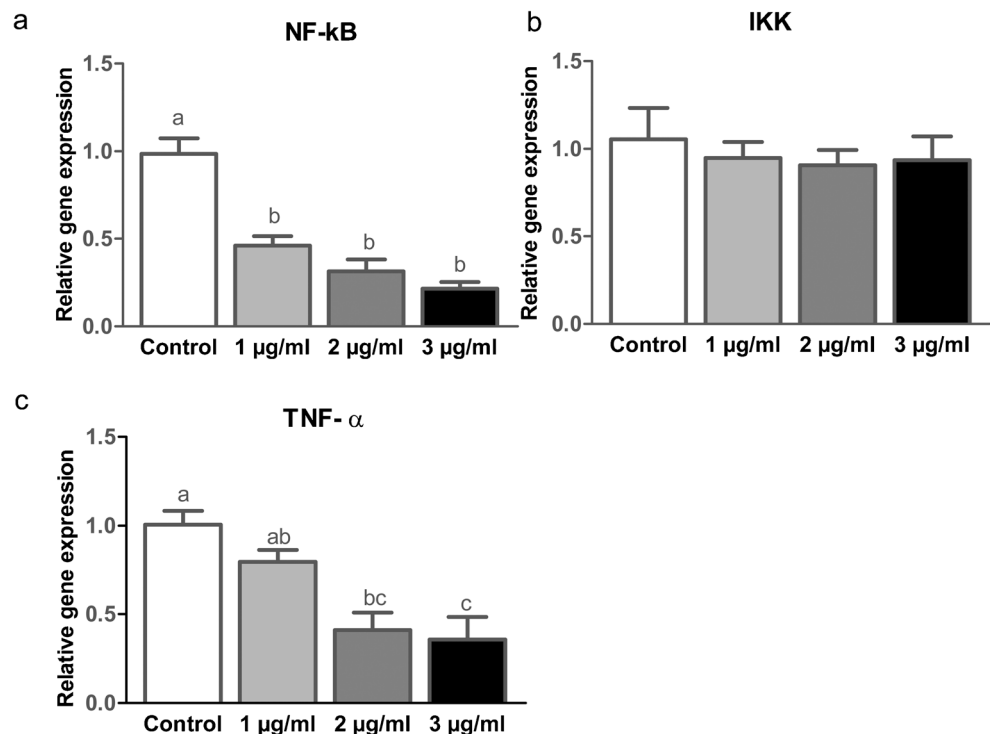 a
NF-kB
Relative gene expression
1.5
1.0
0.5
0.0
a
b
b
b
Control 1 µg/ml 2 µg/ml 3 µg/ml
b
IKK
Relative gene expression
1.5
1.0
0.5
0.0
Control 1 µg/ml 2 µg/ml 3 µg/ml
c
TNF- α
Relative gene expression
1.5
1.0
0.5
0.0
a
ab
bc
c
Control 1 µg/ml 2 µg/ml 3 µg/ml